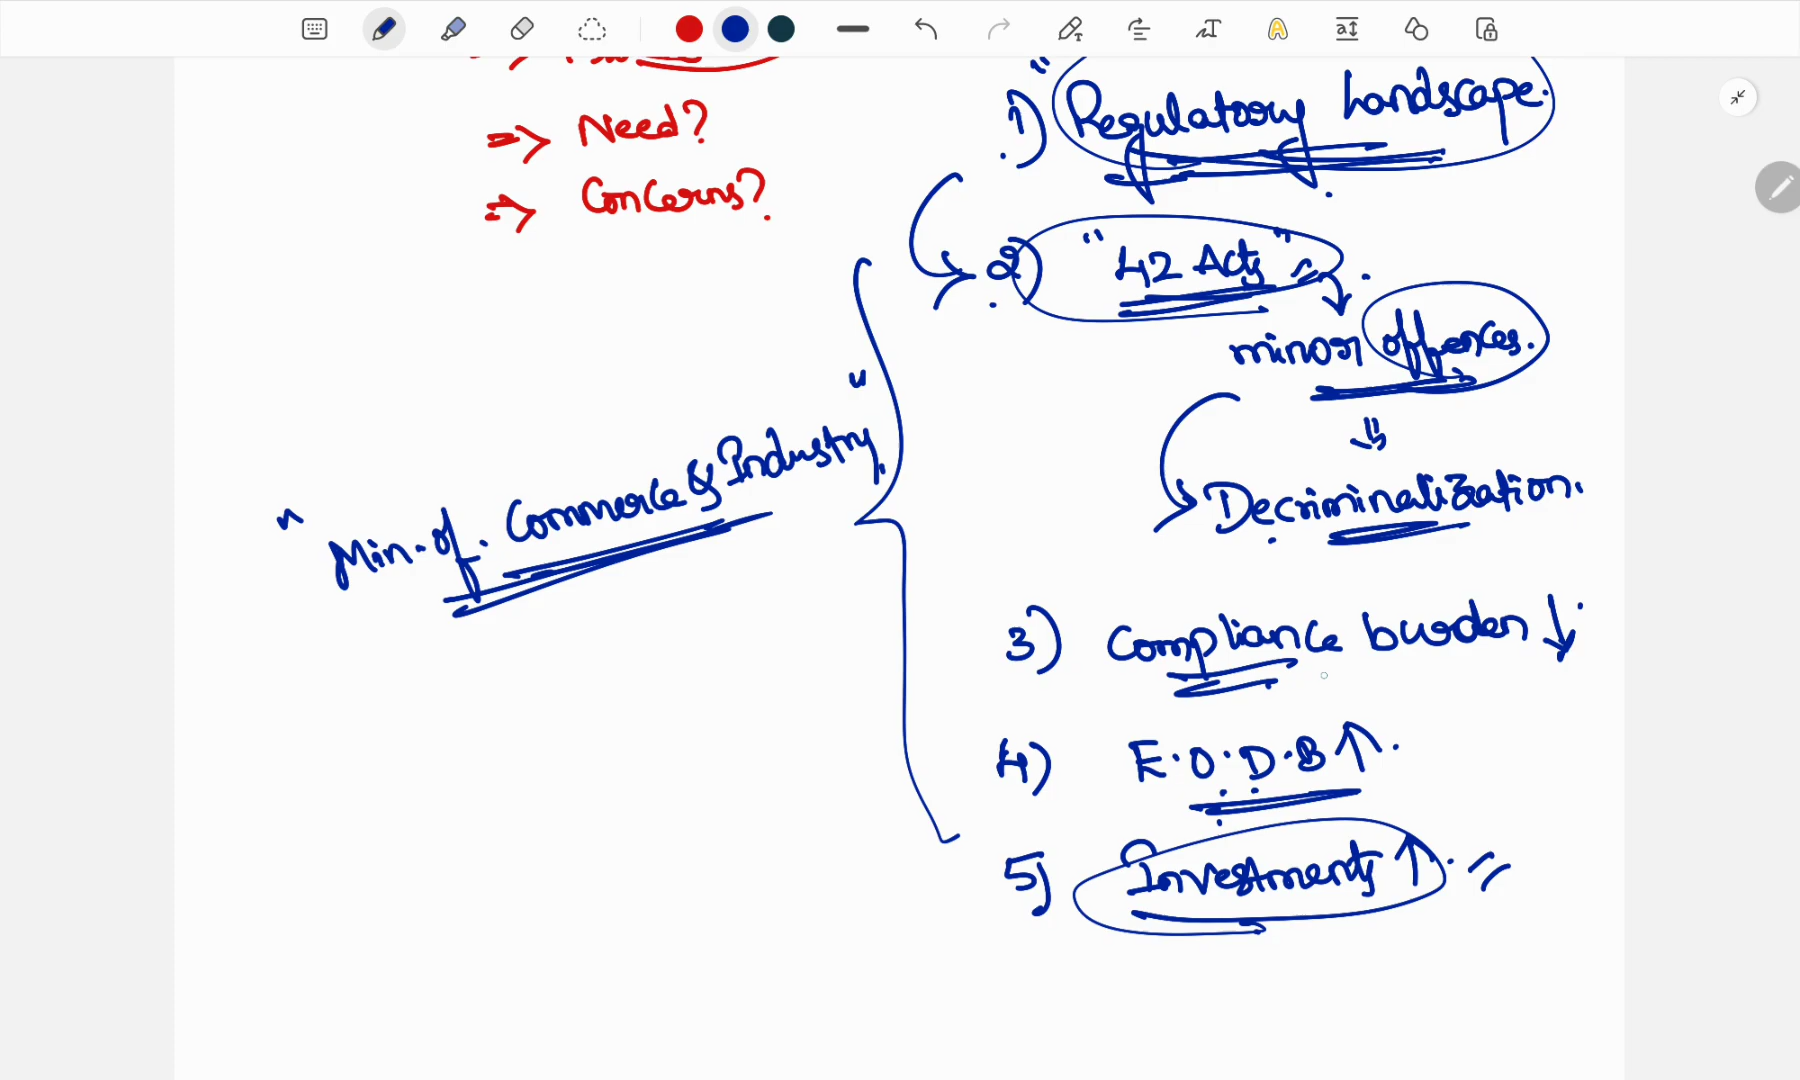 => Need?
=> Concerns?
"Min. of. Commerce & Industry"
1) Regulatory Landscape.
2) "42 Acts"
minor offences.
Decriminalization.
3) Compliance burden ↓
4) E.O.D.B ↑.
5) Investments ↑.